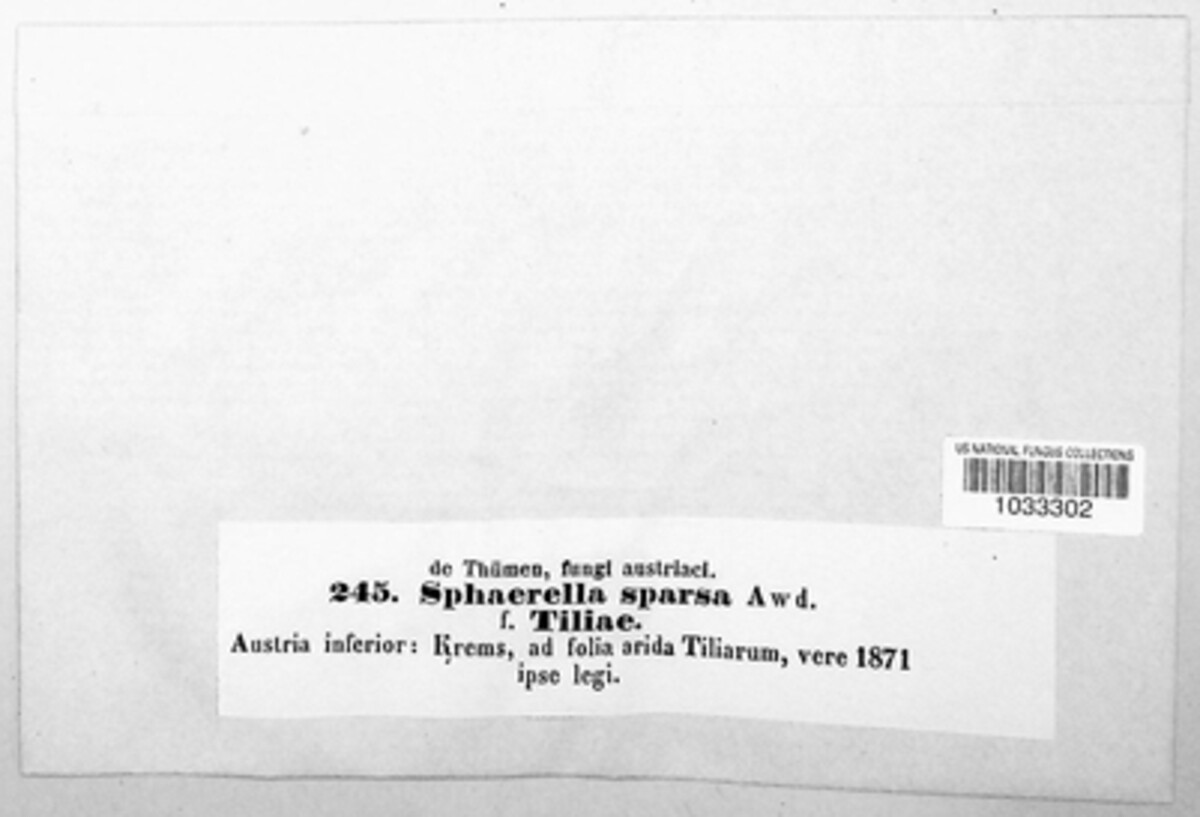 US NATIONAL FUNGUS COLLECTIONS
1033302
de Thümen, fungi austriaci.
245. Sphaerella sparsa Awd.
f. Tiliae.
Austria inferior: Krems, ad folia arida Tiliarum, vere 1871
ipse legi.